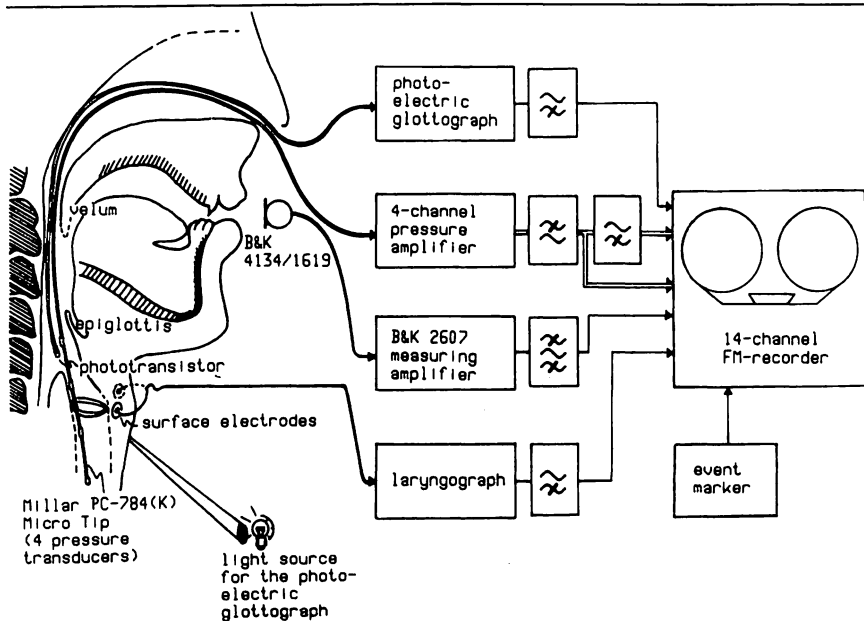 photo-
electric
glottograph
4-channel
pressure
amplifier
velum
B&K
4134/1619
epiglottis
B&K 2607
measuring
amplifier
14-channel
FM-recorder
phototransistor
surface electrodes
laryngograph
event
marker
Millar PC-784(K)
Micro Tip
(4 pressure
transducers)
light source
for the photo-
electric
glottograph